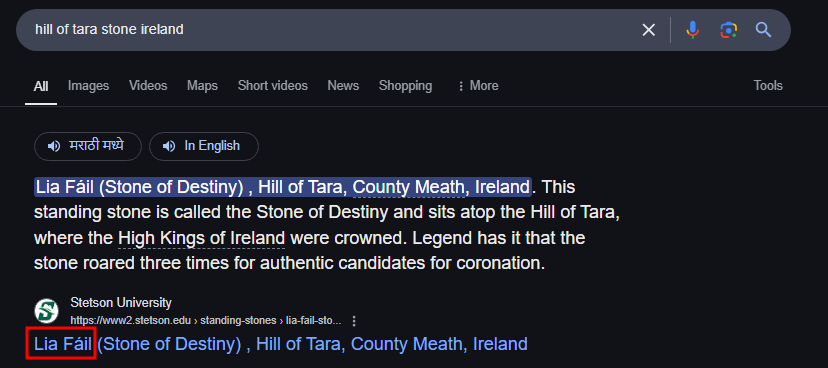 hill of tara stone ireland
All Images Videos Maps Short videos News Shopping More Tools
मराठी मध्ये In English
Lia Fáil (Stone of Destiny) , Hill of Tara, County Meath, Ireland. This
standing stone is called the Stone of Destiny and sits atop the Hill of Tara,
where the High Kings of Ireland were crowned. Legend has it that the
stone roared three times for authentic candidates for coronation.
S
Stetson University
https://www2.stetson.edu › standing-stones › lia-fail-sto...
Lia Fáil (Stone of Destiny) , Hill of Tara, County Meath, Ireland